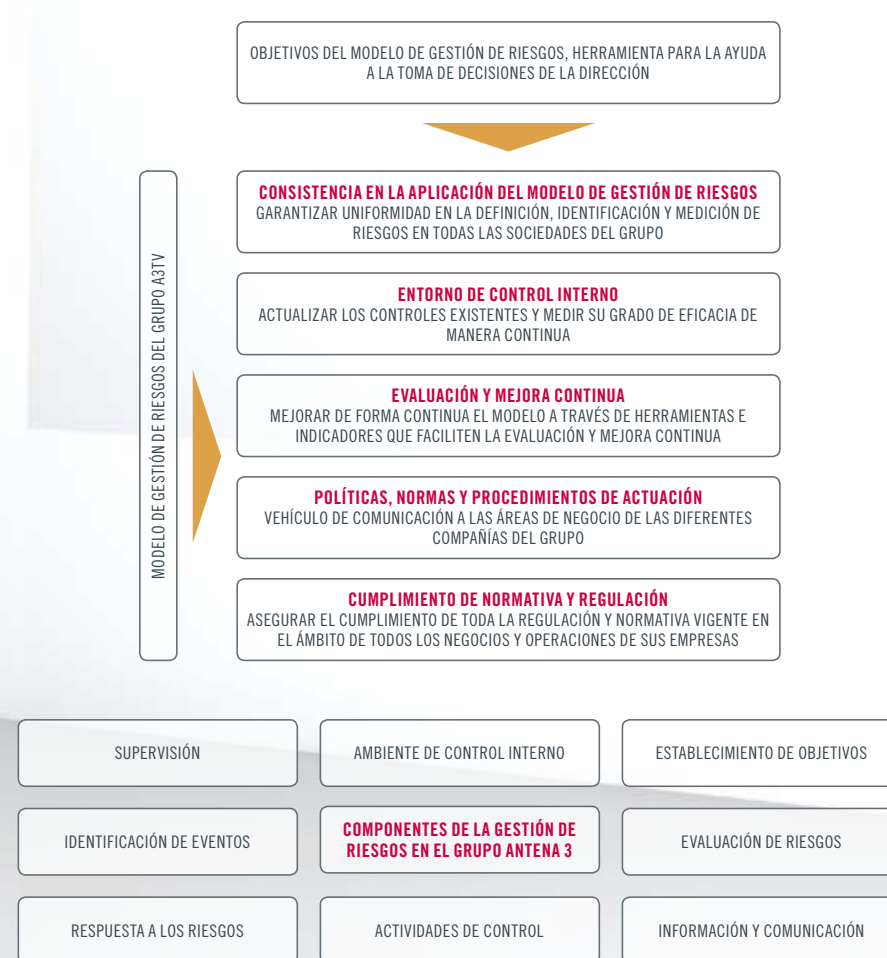 OBJETIVOS DEL MODELO DE GESTIÓN DE RIESGOS, HERRAMIENTA PARA LA AYUDA
A LA TOMA DE DECISIONES DE LA DIRECCIÓN
MODELO DE GESTIÓN DE RIESGOS DEL GRUPO A3TV
CONSISTENCIA EN LA APLICACIÓN DEL MODELO DE GESTIÓN DE RIESGOS
GARANTIZAR UNIFORMIDAD EN LA DEFINICIÓN, IDENTIFICACIÓN Y MEDICIÓN DE
RIESGOS EN TODAS LAS SOCIEDADES DEL GRUPO
ENTORNO DE CONTROL INTERNO
ACTUALIZAR LOS CONTROLES EXISTENTES Y MEDIR SU GRADO DE EFICACIA DE
MANERA CONTINUA
EVALUACIÓN Y MEJORA CONTINUA
MEJORAR DE FORMA CONTINUA EL MODELO A TRAVÉS DE HERRAMIENTAS E
INDICADORES QUE FACILITEN LA EVALUACIÓN Y MEJORA CONTINUA
POLÍTICAS, NORMAS Y PROCEDIMIENTOS DE ACTUACIÓN
VEHÍCULO DE COMUNICACIÓN A LAS ÁREAS DE NEGOCIO DE LAS DIFERENTES
COMPAÑÍAS DEL GRUPO
CUMPLIMIENTO DE NORMATIVA Y REGULACIÓN
ASEGURAR EL CUMPLIMIENTO DE TODA LA REGULACIÓN Y NORMATIVA VIGENTE EN
EL ÁMBITO DE TODOS LOS NEGOCIOS Y OPERACIONES DE SUS EMPRESAS
SUPERVISIÓN
AMBIENTE DE CONTROL INTERNO
ESTABLECIMIENTO DE OBJETIVOS
IDENTIFICACIÓN DE EVENTOS
COMPONENTES DE LA GESTIÓN DE
RIESGOS EN EL GRUPO ANTENA 3
EVALUACIÓN DE RIESGOS
RESPUESTA A LOS RIESGOS
ACTIVIDADES DE CONTROL
INFORMACIÓN Y COMUNICACIÓN